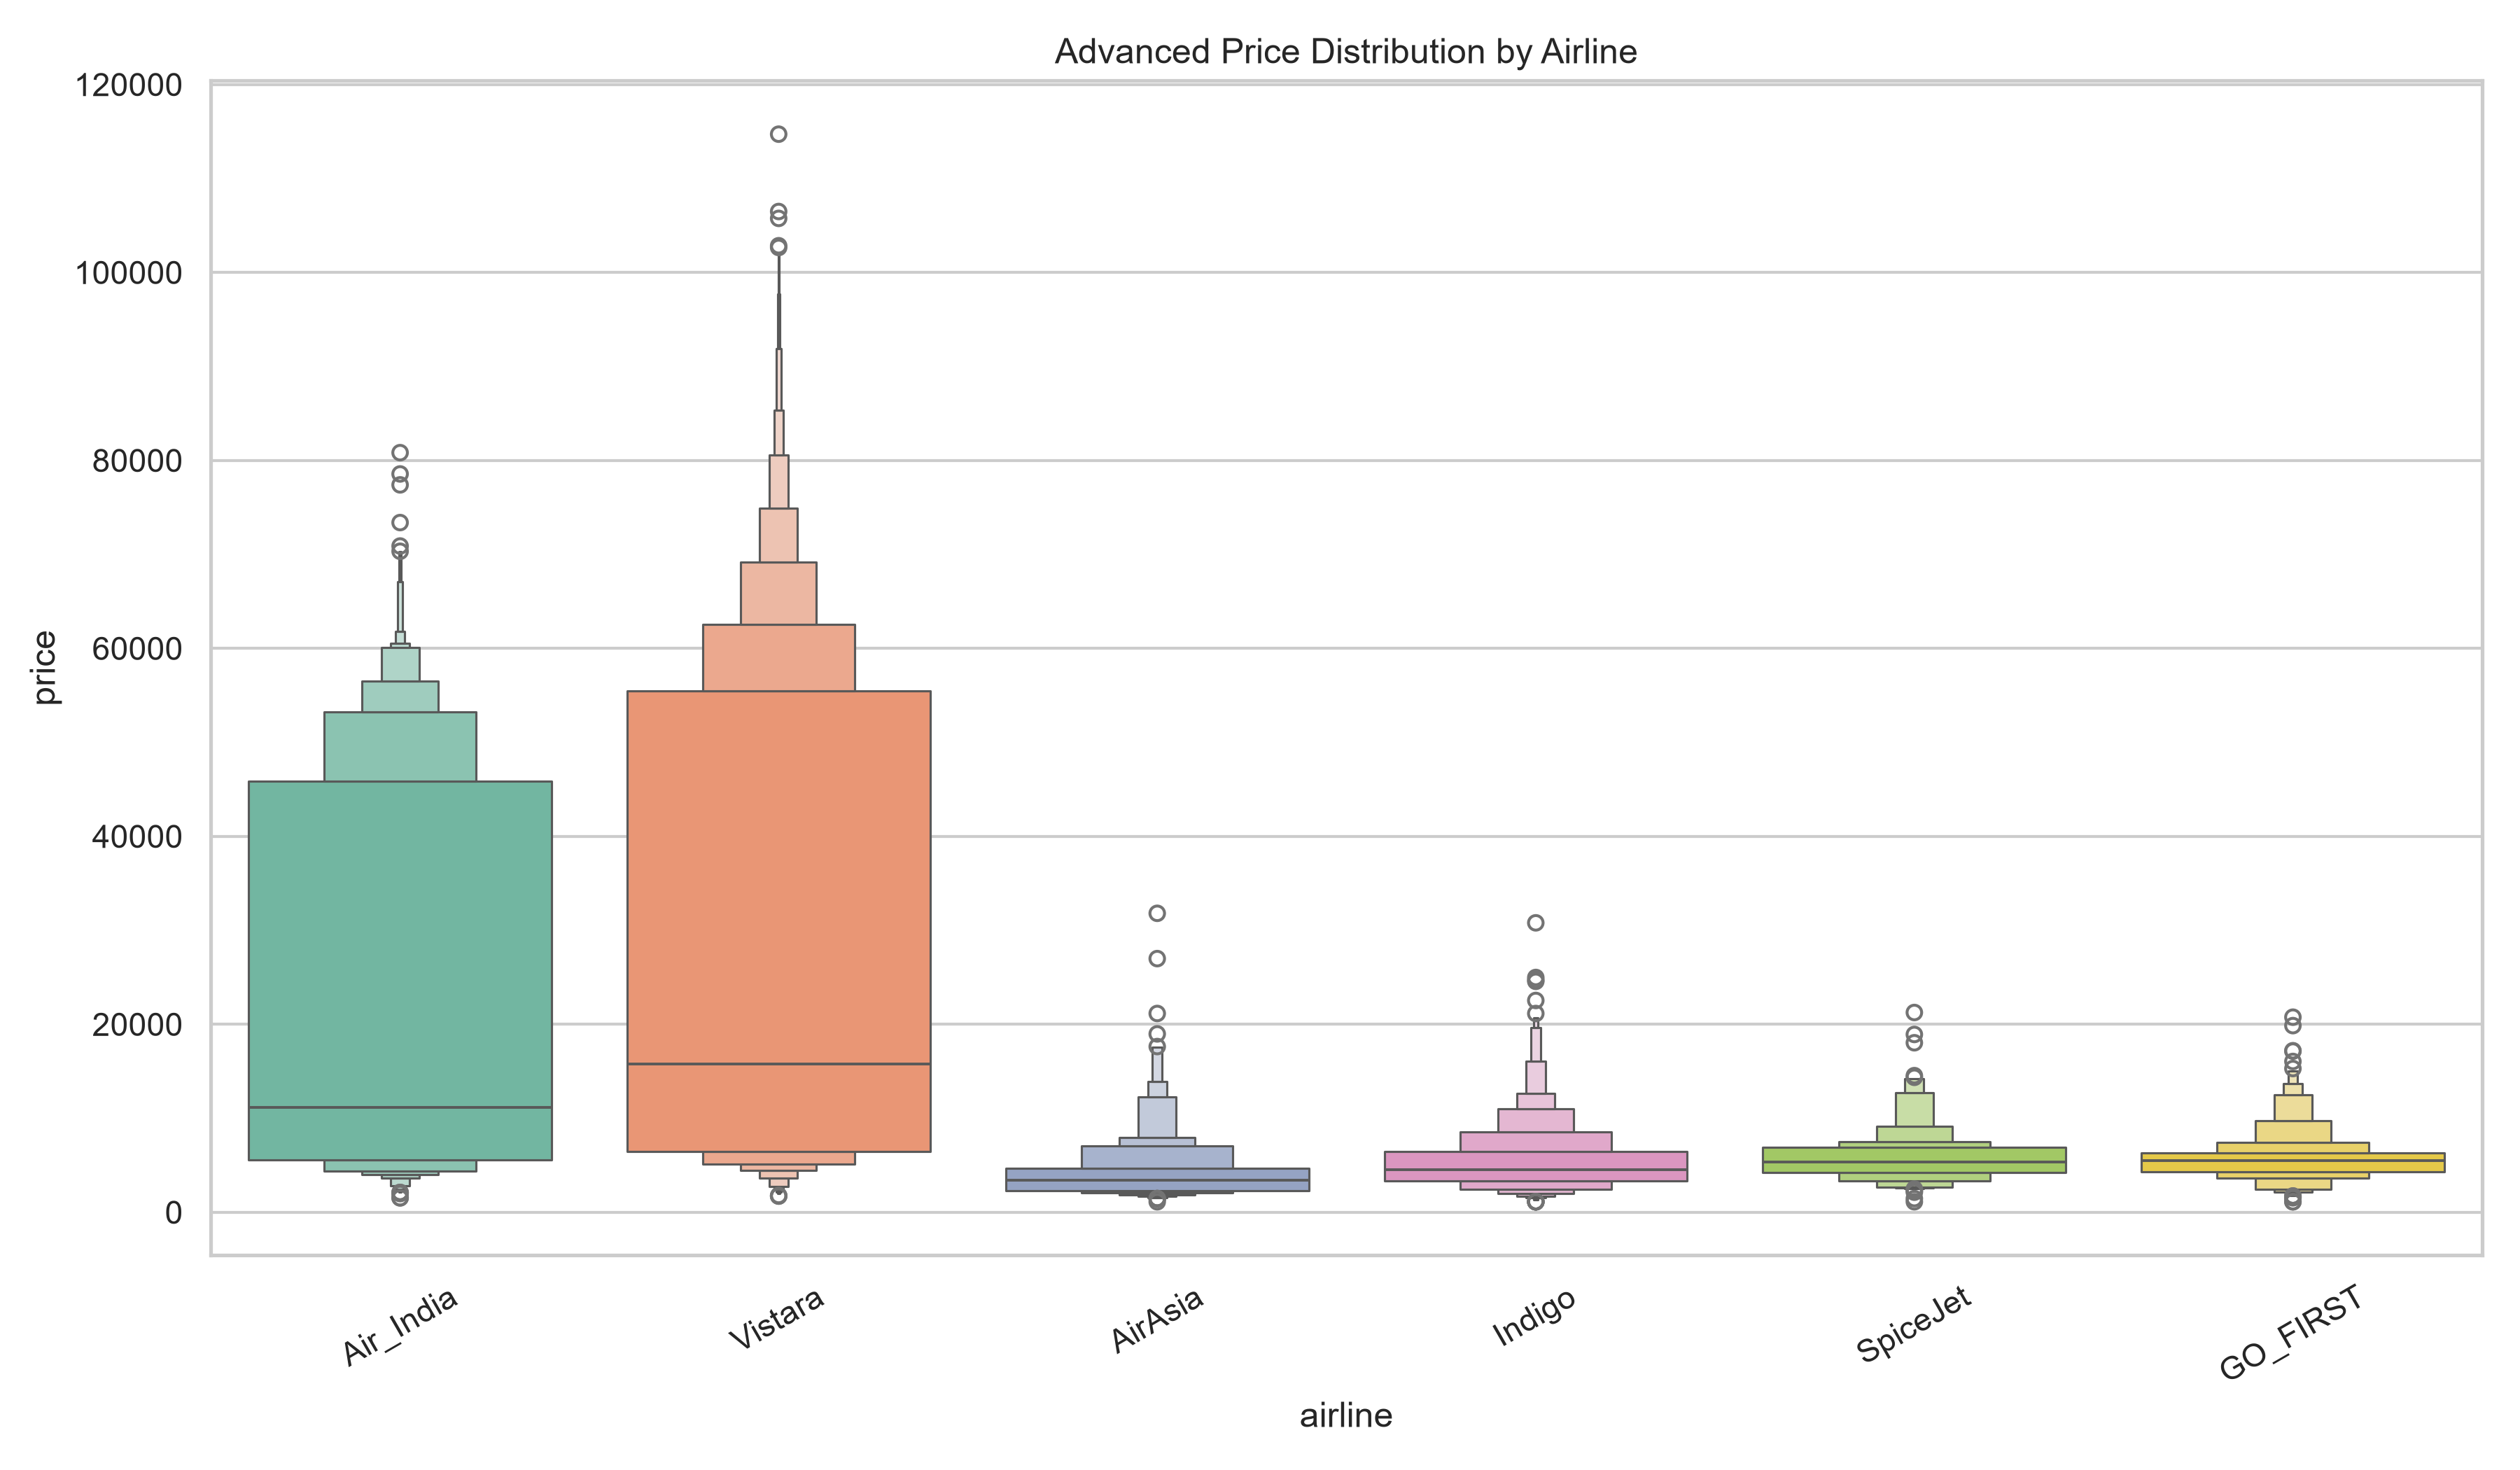 Advanced Price Distribution by Airline
120000
100000
80000
60000
40000
20000
0
price
Air_India
Vistara
AirAsia
Indigo
SpiceJet
GO_FIRST
airline